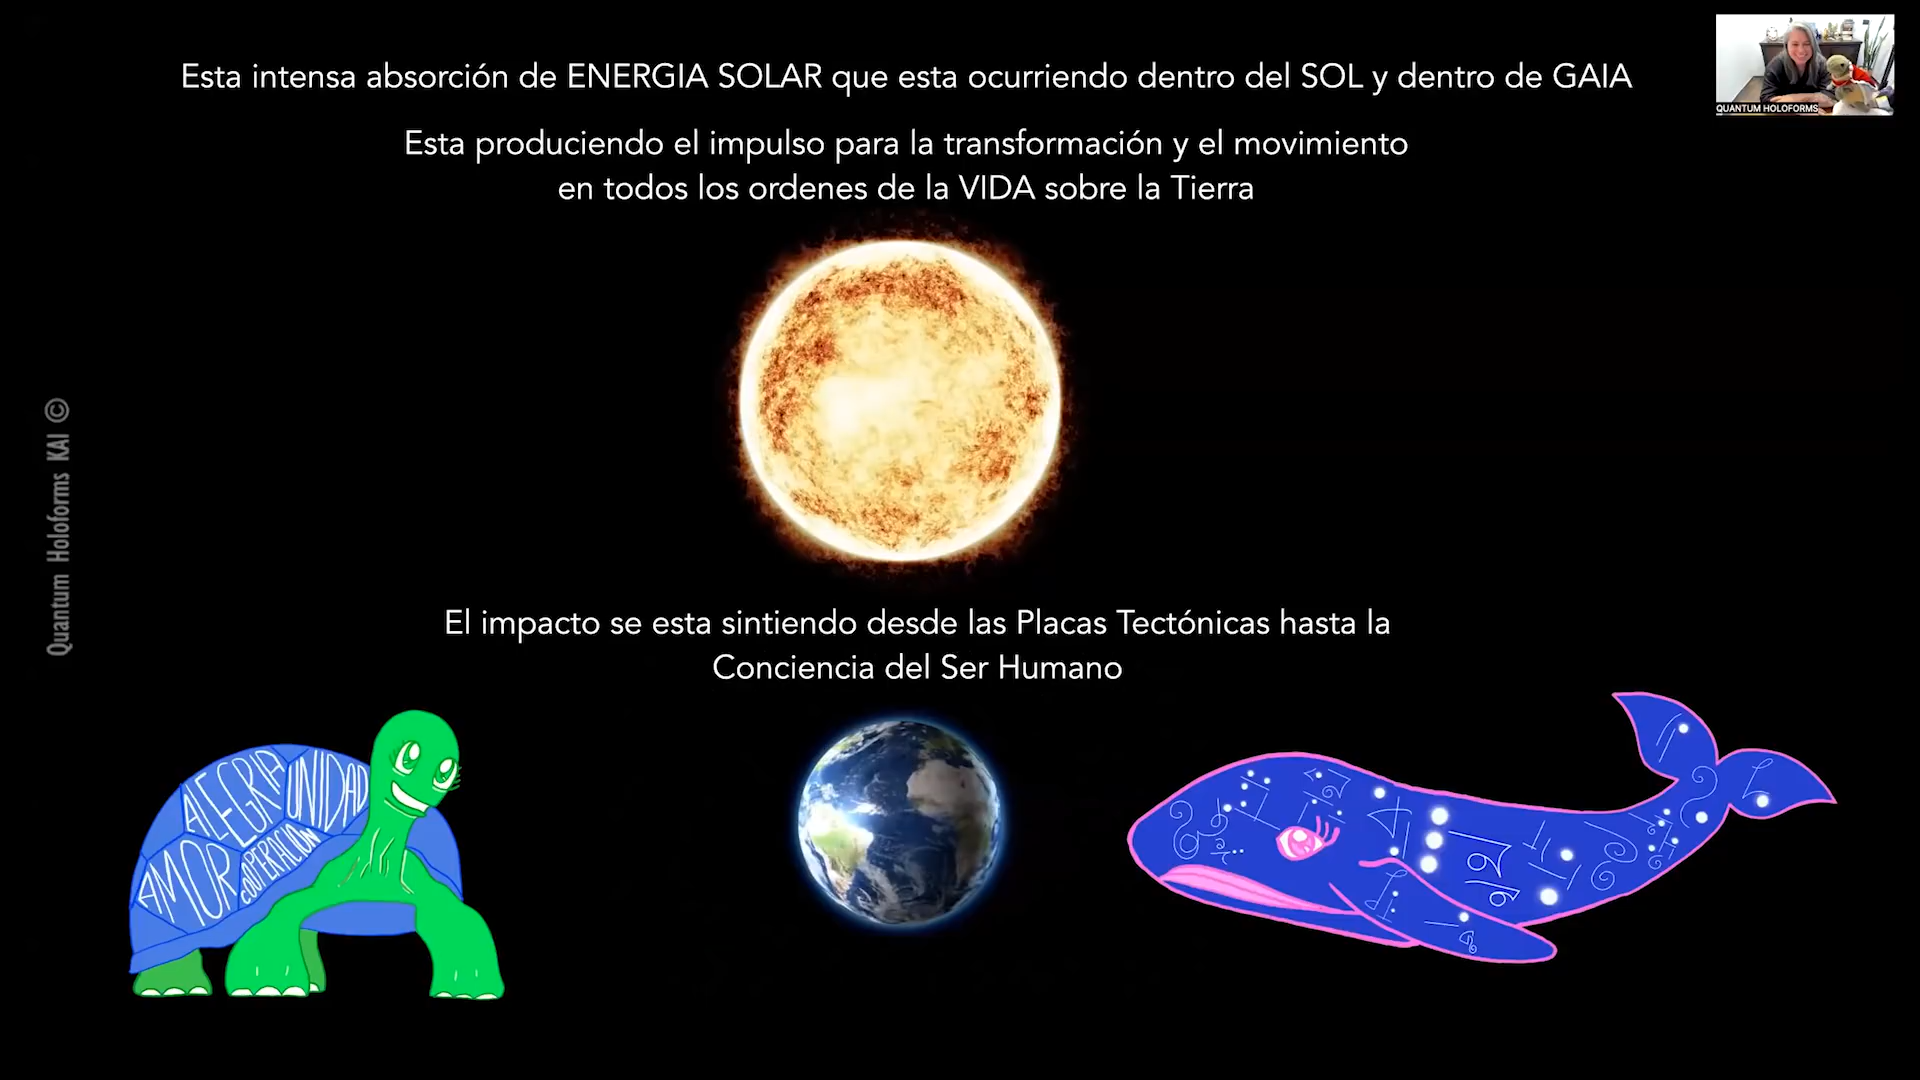 Esta intensa absorción de ENERGIA SOLAR que esta ocurriendo dentro del SOL y dentro de GAIA
Esta produciendo el impulso para la transformación y el movimiento
en todos los ordenes de la VIDA sobre la Tierra
QUANTUM HOLOFORMS
Quantum Holoforms KAI ©
El impacto se esta sintiendo desde las Placas Tectónicas hasta la
Conciencia del Ser Humano
ALEGRIA
UNIDAD
AMOR
COOPERACION